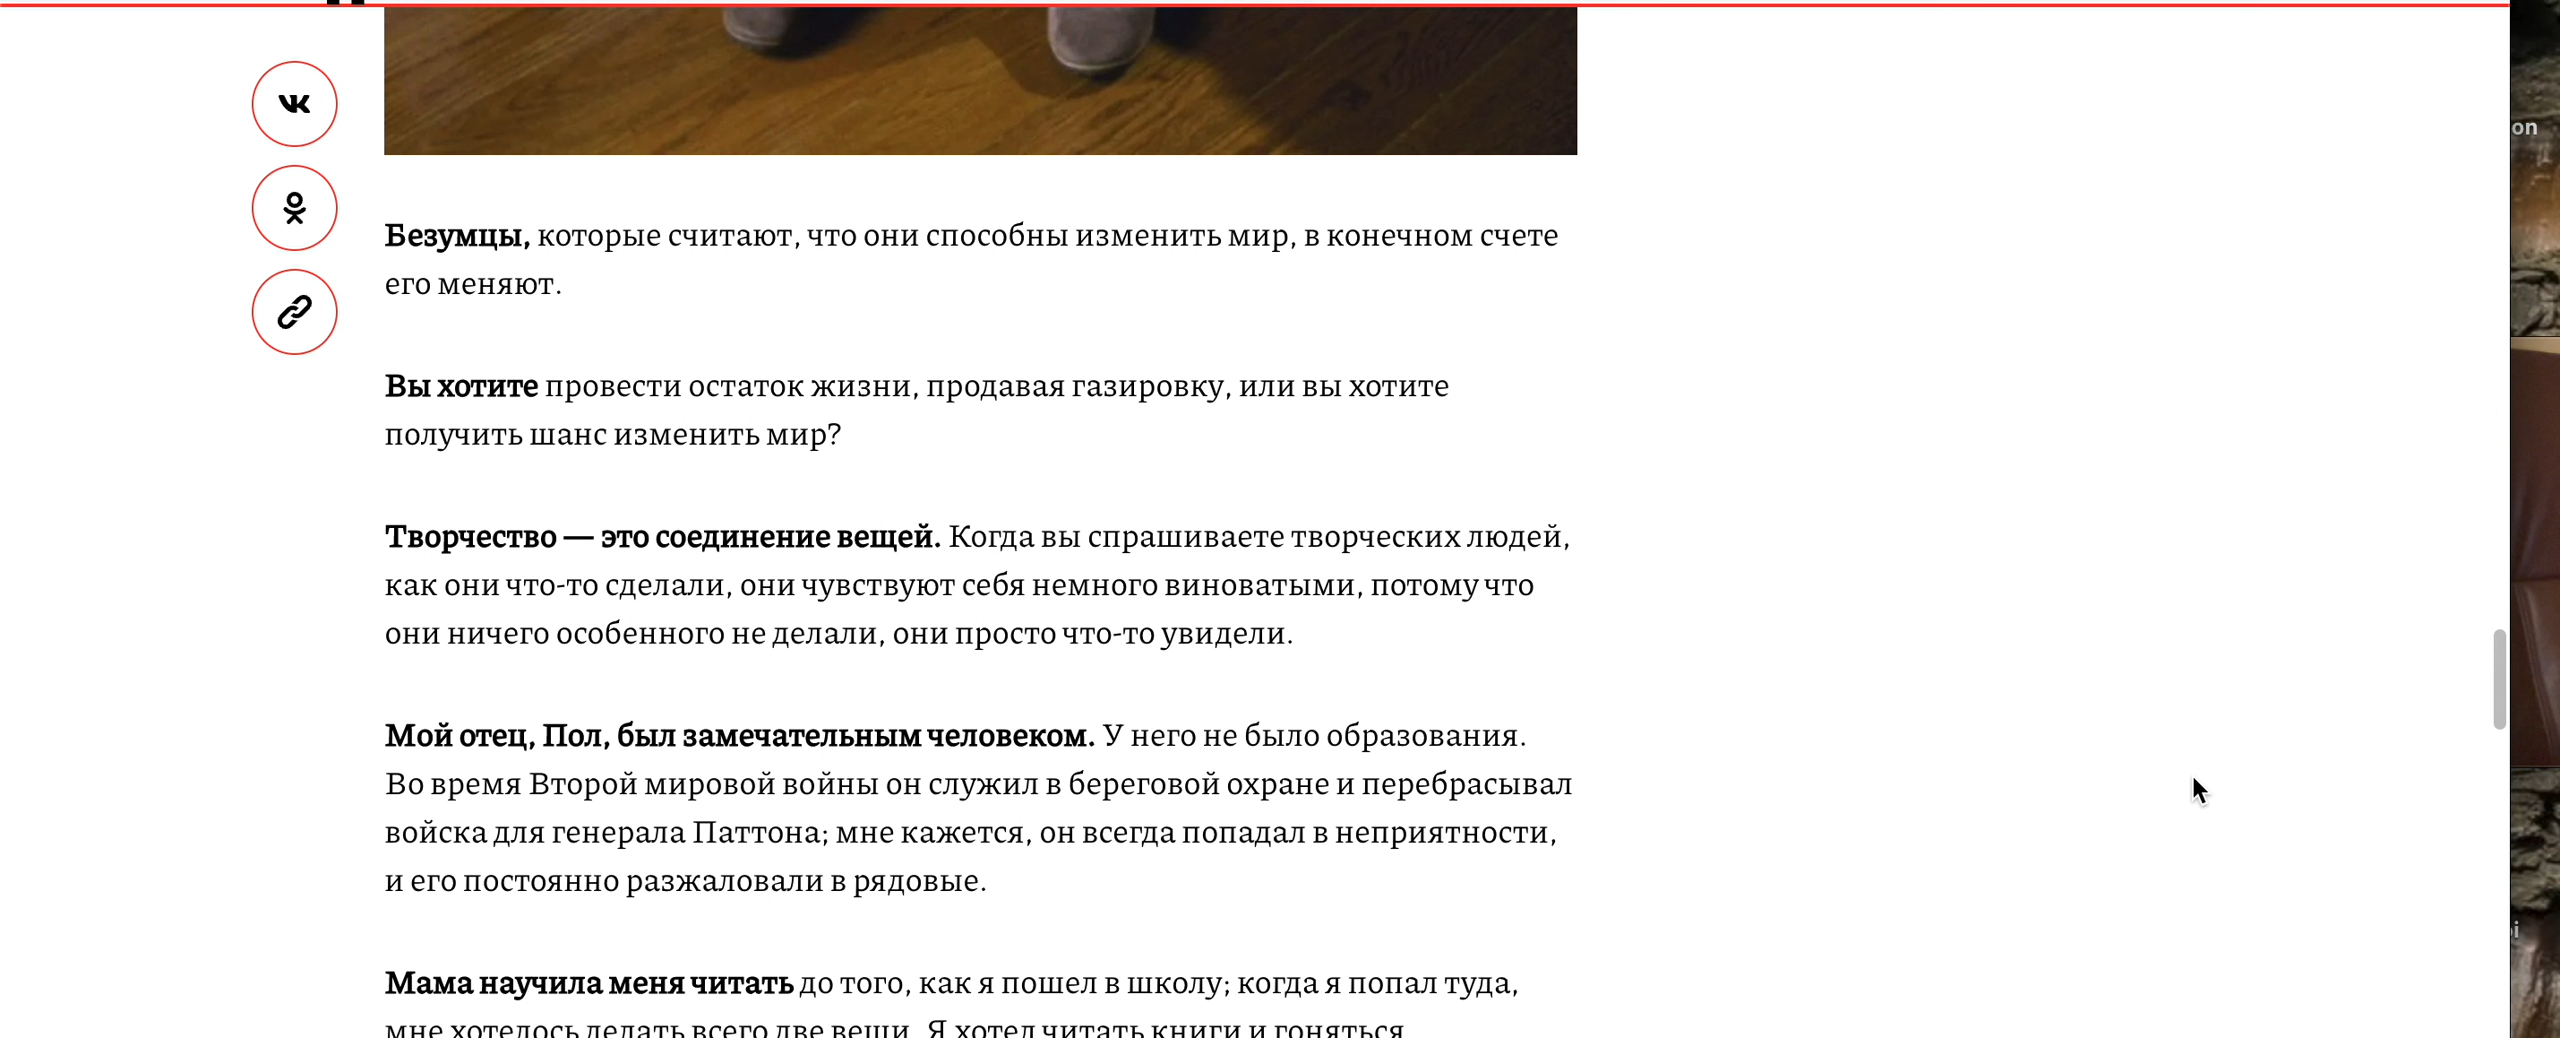 Безумцы, которые считают, что они способны изменить мир, в конечном счете
его меняют.
Вы хотите провести остаток жизни, продавая газировку, или вы хотите
получить шанс изменить мир?
Творчество — это соединение вещей. Когда вы спрашиваете творческих людей,
как они что-то сделали, они чувствуют себя немного виноватыми, потому что
они ничего особенного не делали, они просто что-то увидели.
Мой отец, Пол, был замечательным человеком. У него не было образования.
Во время Второй мировой войны он служил в береговой охране и перебрасывал
войска для генерала Паттона; мне кажется, он всегда попадал в неприятности,
и его постоянно разжаловали в рядовые.
Мама научила меня читать до того, как я пошел в школу; когда я попал туда,
мне хотелось делать всего две вещи. Я хотел читать книги и гоняться
on